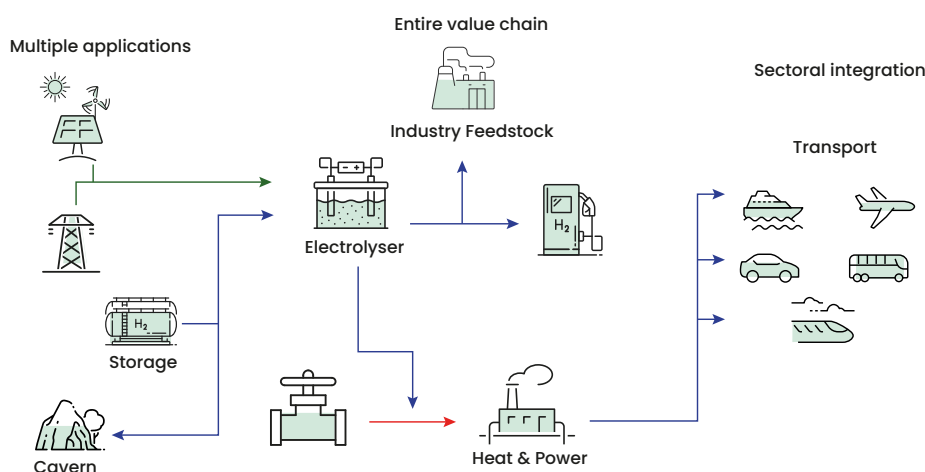 Entire value chain
Multiple applications
Sectoral integration
Industry Feedstock
Transport
- +
H2
Electrolyser
H2
Storage
Heat & Power
Cavern